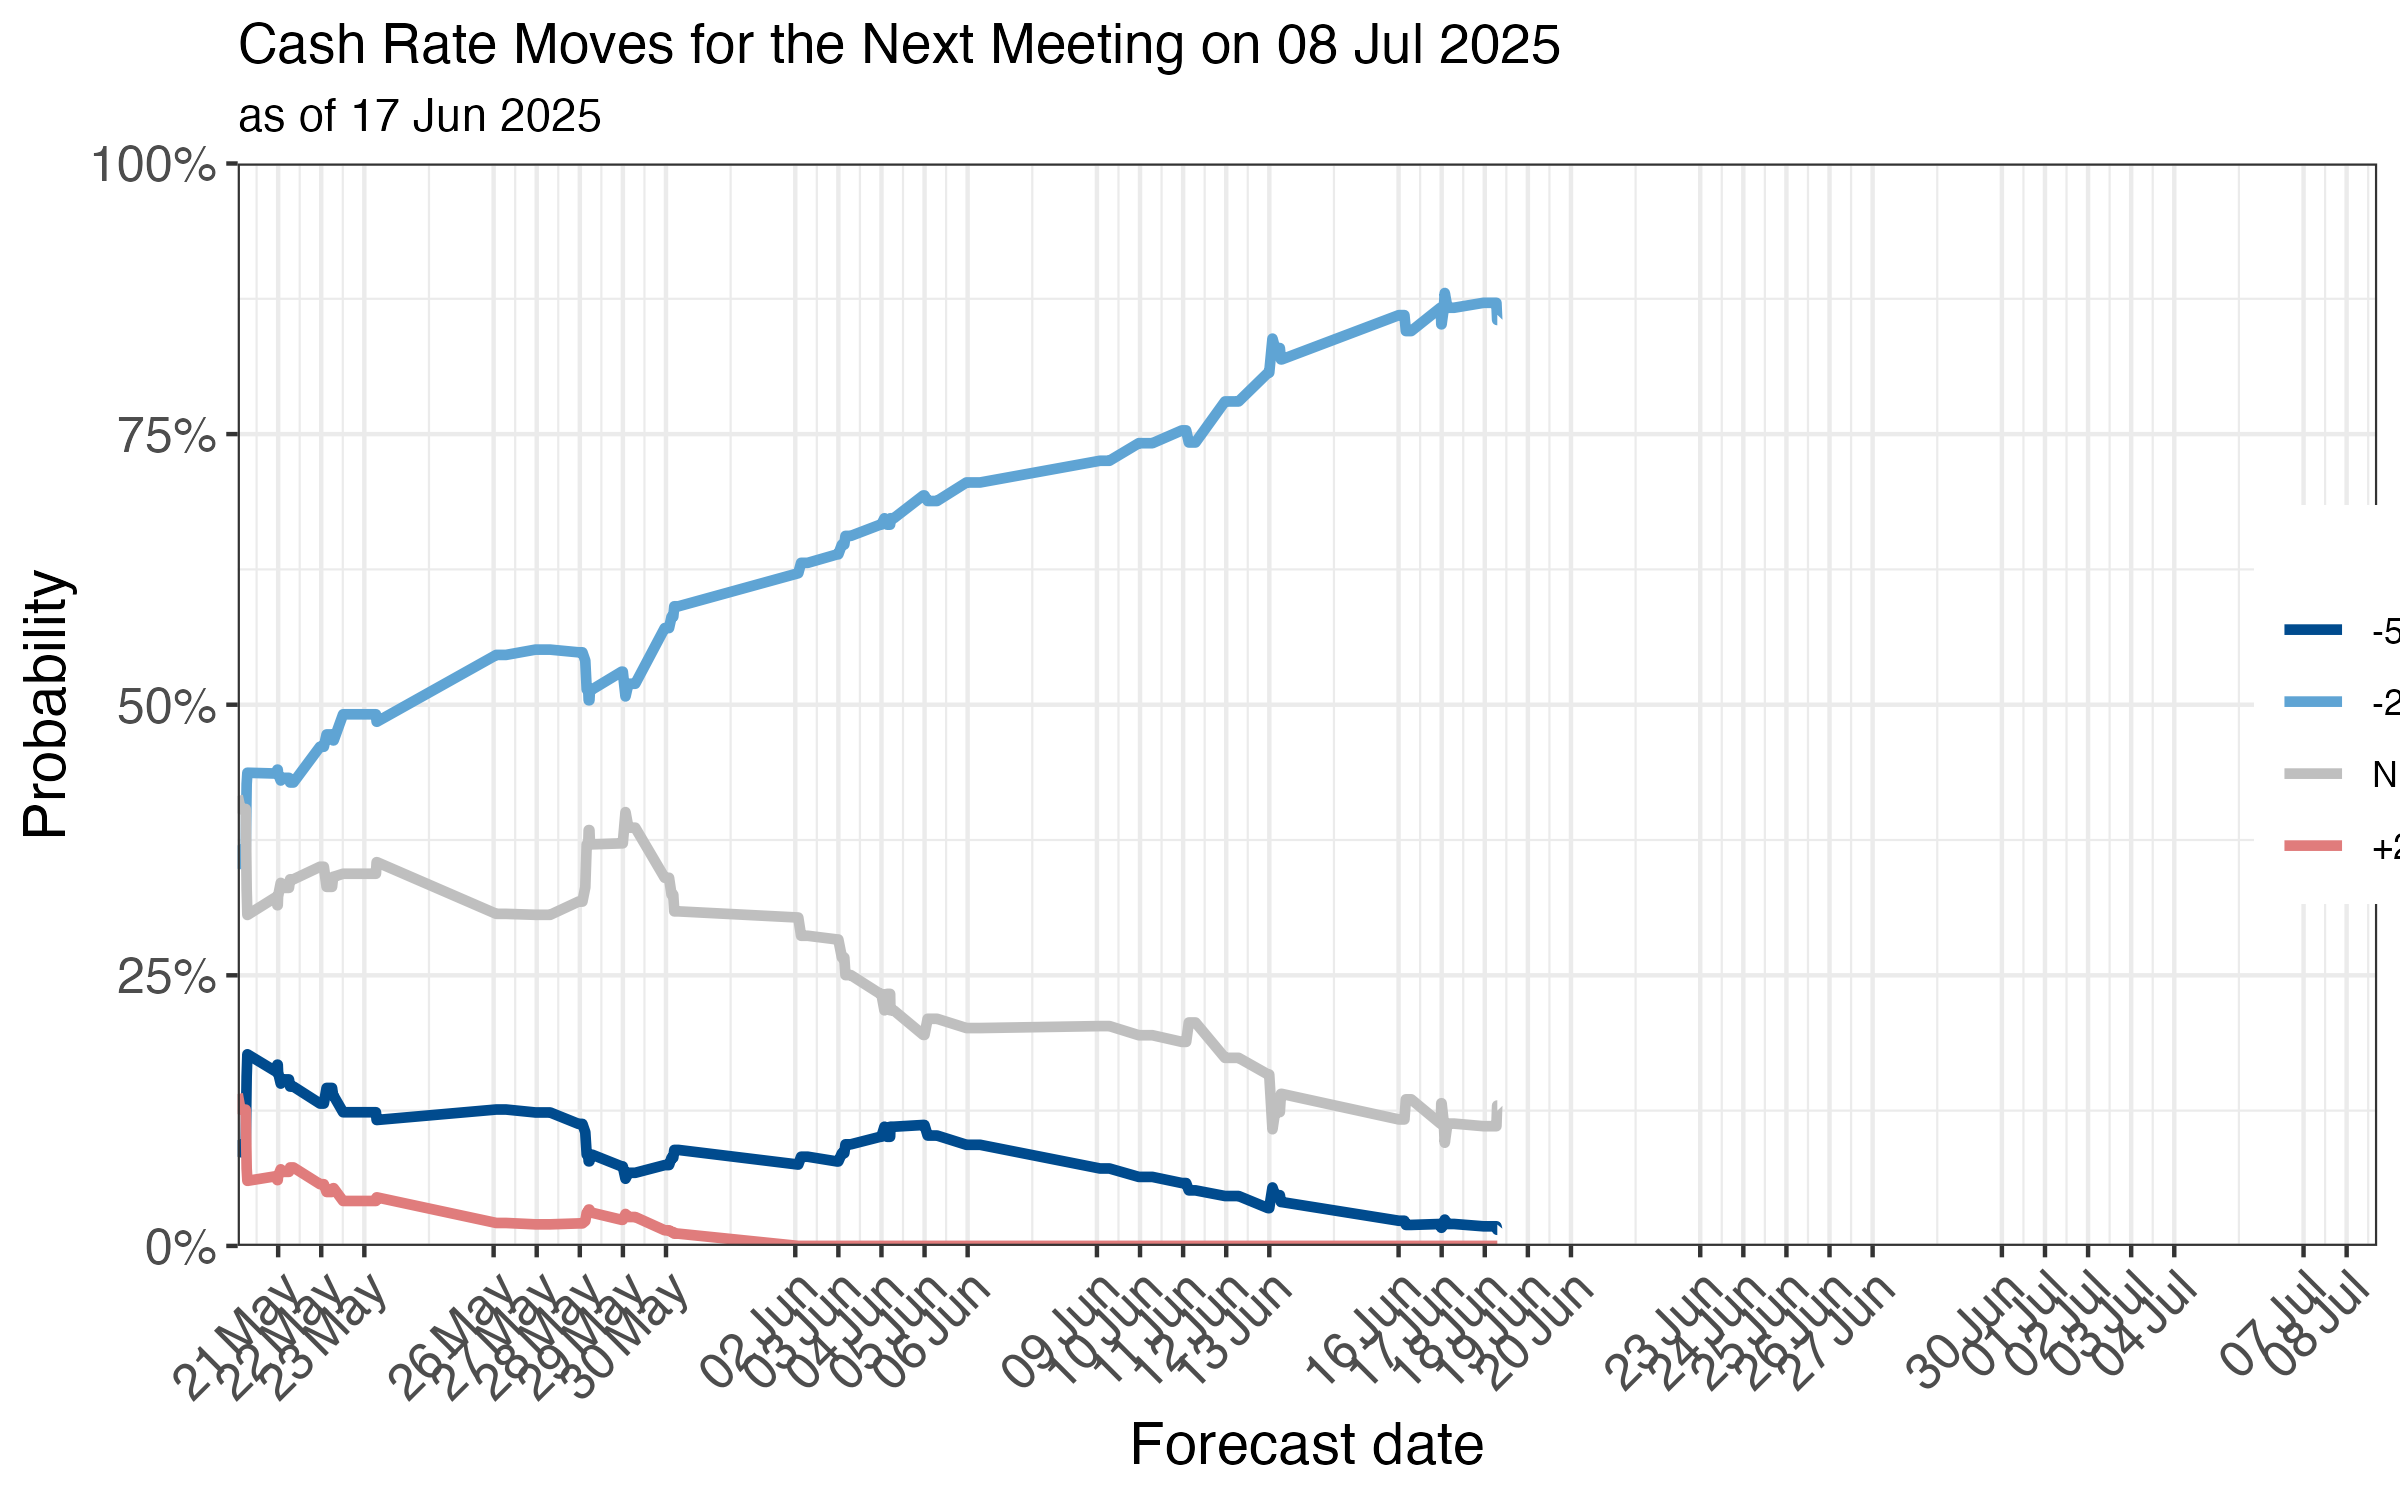 Cash Rate Moves for the Next Meeting on 08 Jul 2025
as of 17 Jun 2025
100%
75%
50%
25%
0%
Probability
-5
-2
N
+2
21 May
22 May
23 May
26 May
27 May
28 May
29 May
30 May
02 Jun
03 Jun
04 Jun
05 Jun
06 Jun
09 Jun
10 Jun
11 Jun
12 Jun
13 Jun
16 Jun
17 Jun
18 Jun
19 Jun
20 Jun
23 Jun
24 Jun
25 Jun
26 Jun
27 Jun
30 Jun
01 Jul
02 Jul
03 Jul
04 Jul
07 Jul
08 Jul
Forecast date